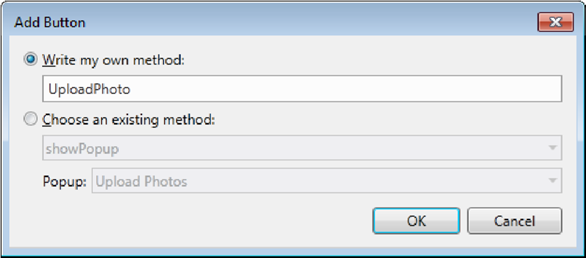 Add Button
Write my own method:
UploadPhoto
Choose an existing method:
showPopup
Popup: Upload Photos
OK Cancel